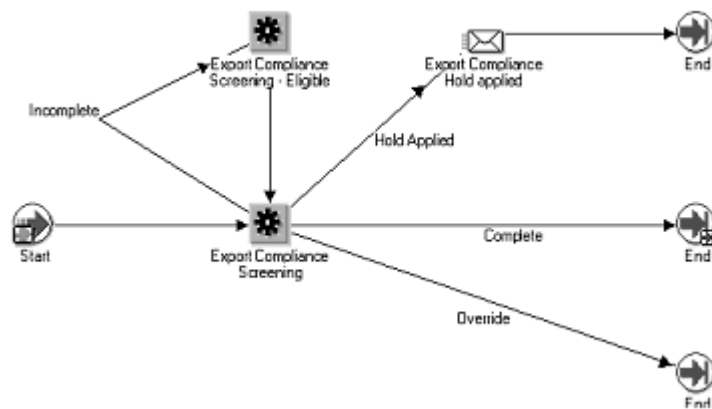 Export Compliance
Screening - Eligible
Export Compliance
Hold applied
End
Incomplete
Hold Applied
Start
Export Compliance
Screening
Complete
End
Override
End